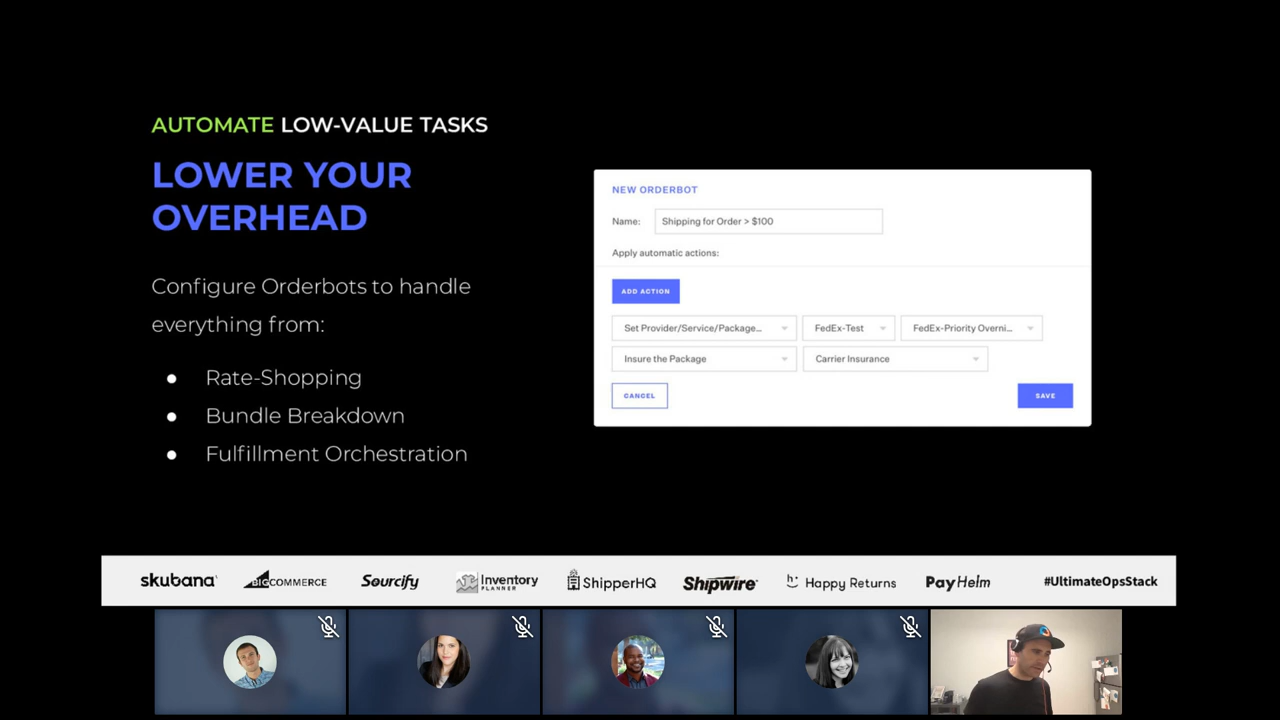 AUTOMATE LOW-VALUE TASKS
LOWER YOUR
OVERHEAD
Configure Orderbots to handle
everything from:
● Rate-Shopping
● Bundle Breakdown
● Fulfillment Orchestration
NEW ORDERBOT
Name: Shipping for Order > $100
Apply automatic actions:
ADD ACTION
Set Provider/Service/Package... FedEx-Test FedEx-Priority Overni...
Insure the Package Carrier Insurance
CANCEL SAVE
skubana BIGCOMMERCE Sourcify Inventory PLANNER ShipperHQ Shipwire Happy Returns PayHelm #UltimateOpsStack